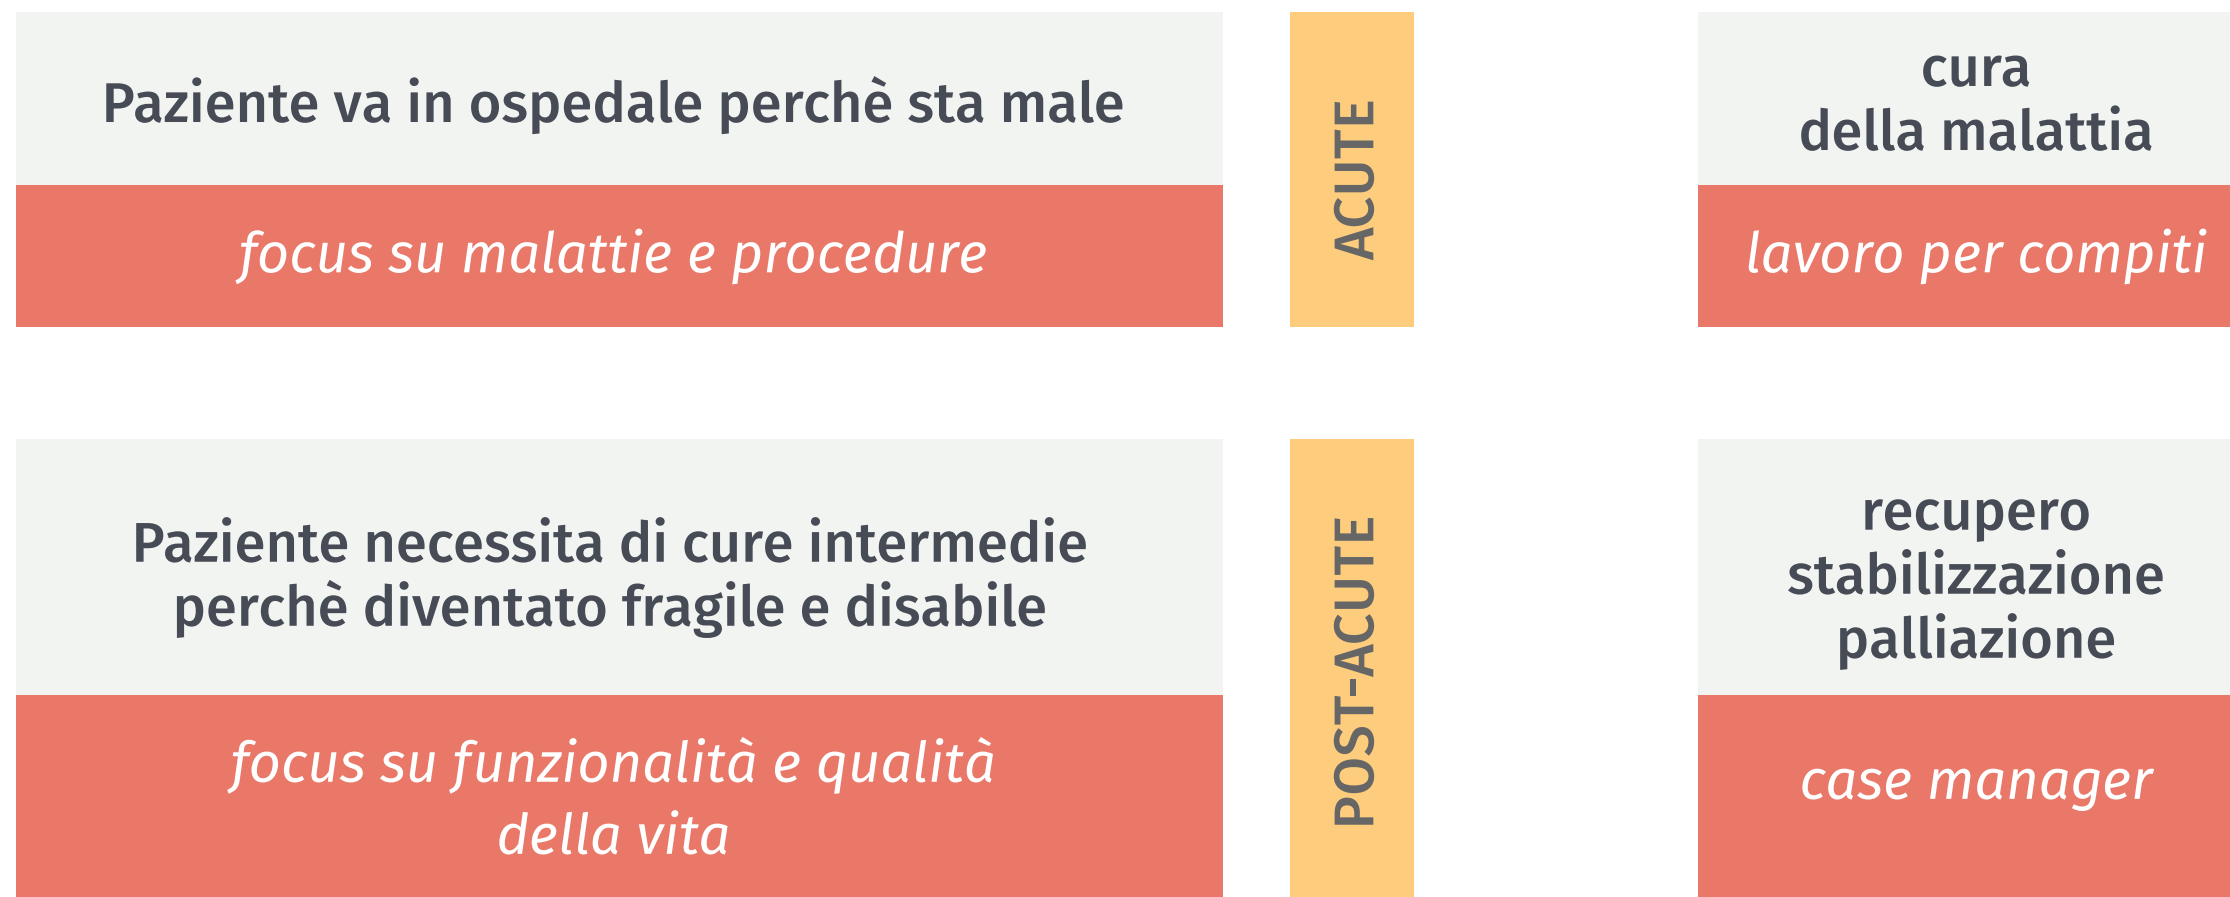 Paziente va in ospedale perchè sta male
focus su malattie e procedure
ACUTE
cura
della malattia
lavoro per compiti
Paziente necessita di cure intermedie
perchè diventato fragile e disabile
focus su funzionalità e qualità
della vita
POST-ACUTE
recupero
stabilizzazione
palliazione
case manager